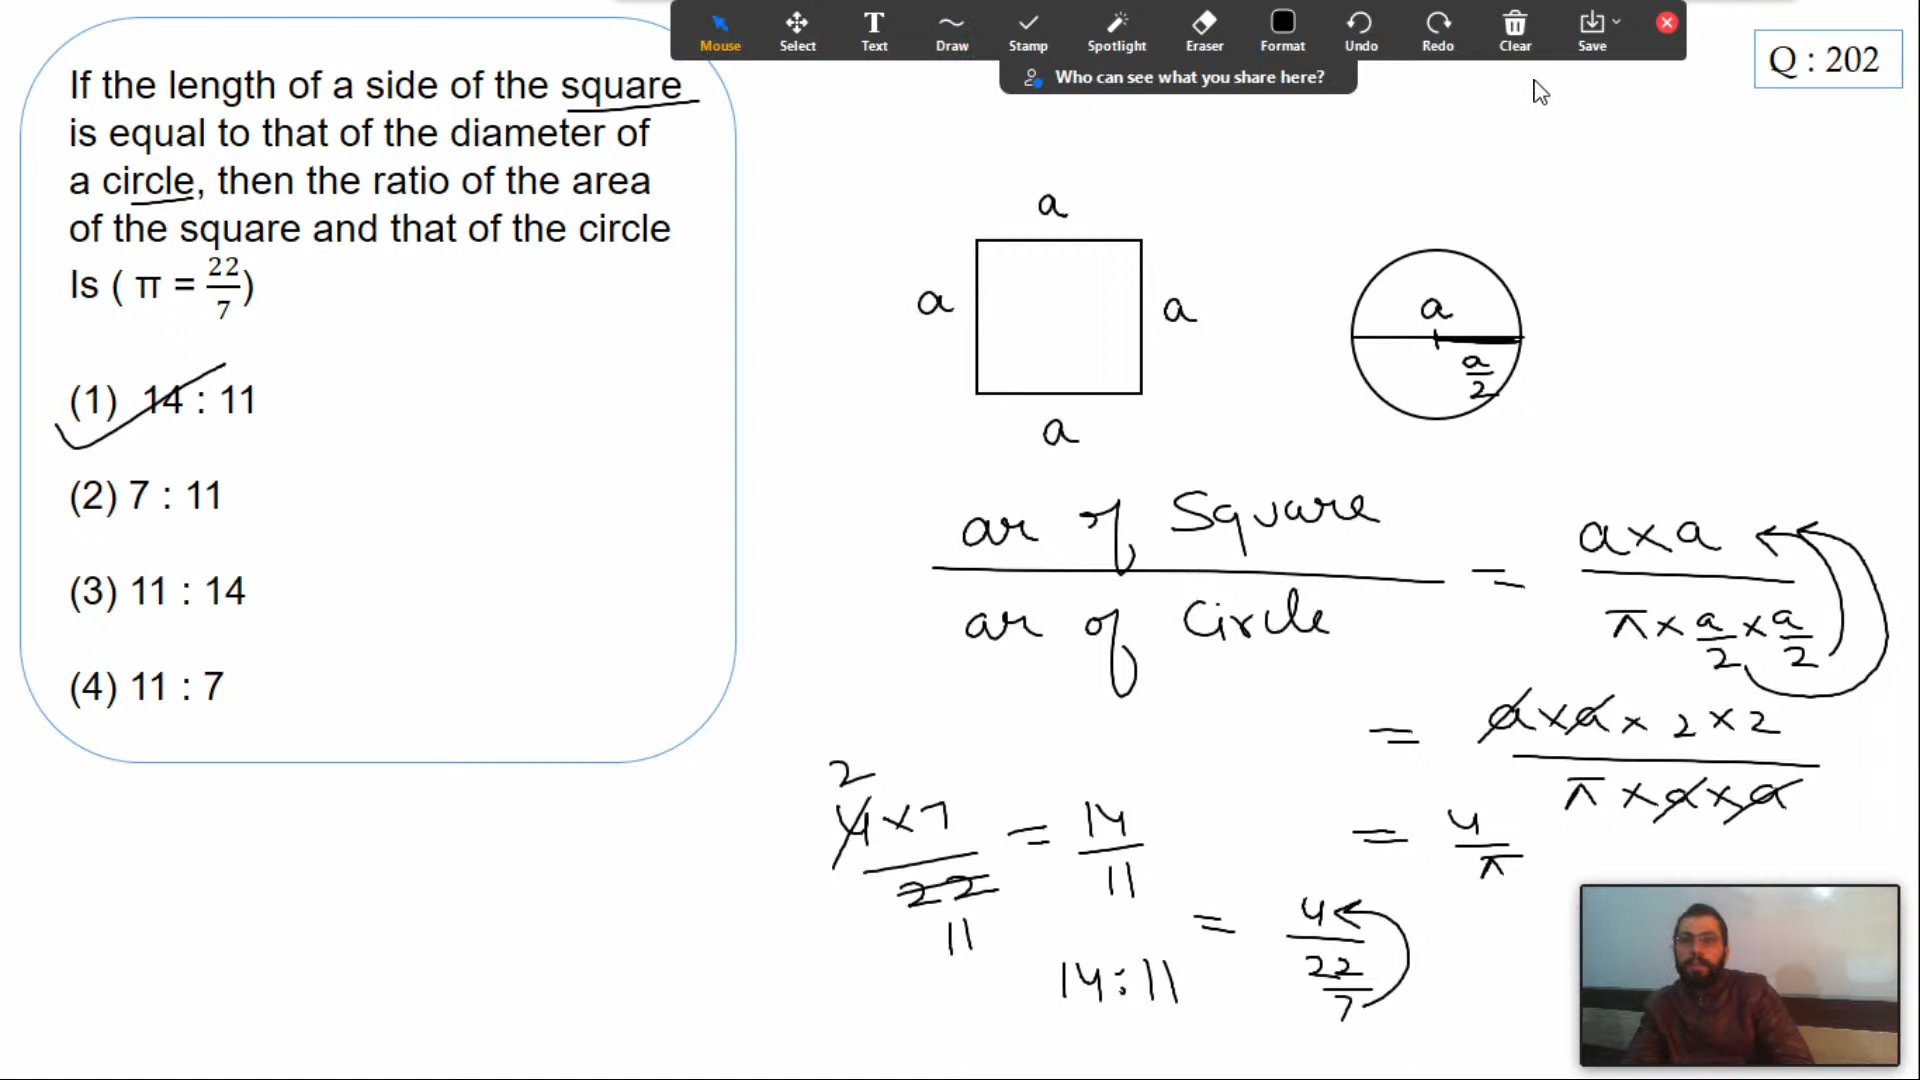 Mouse Select Text Draw Stamp Spotlight Eraser Format Undo Redo Clear Save
Who can see what you share here?
Q : 202
If the length of a side of the square
is equal to that of the diameter of
a circle, then the ratio of the area
of the square and that of the circle
Is ( π = 22/7)
(1) 14 : 11
(2) 7 : 11
(3) 11 : 14
(4) 11 : 7
a
a
a
a
a
a/2
ar of Square / ar of Circle = a×a / π×a/2×a/2
= a×a×2×2 / π×a×a
= 4/π
= 4 / 22/7
2
4×7 / 22 = 14/11
11
14:11